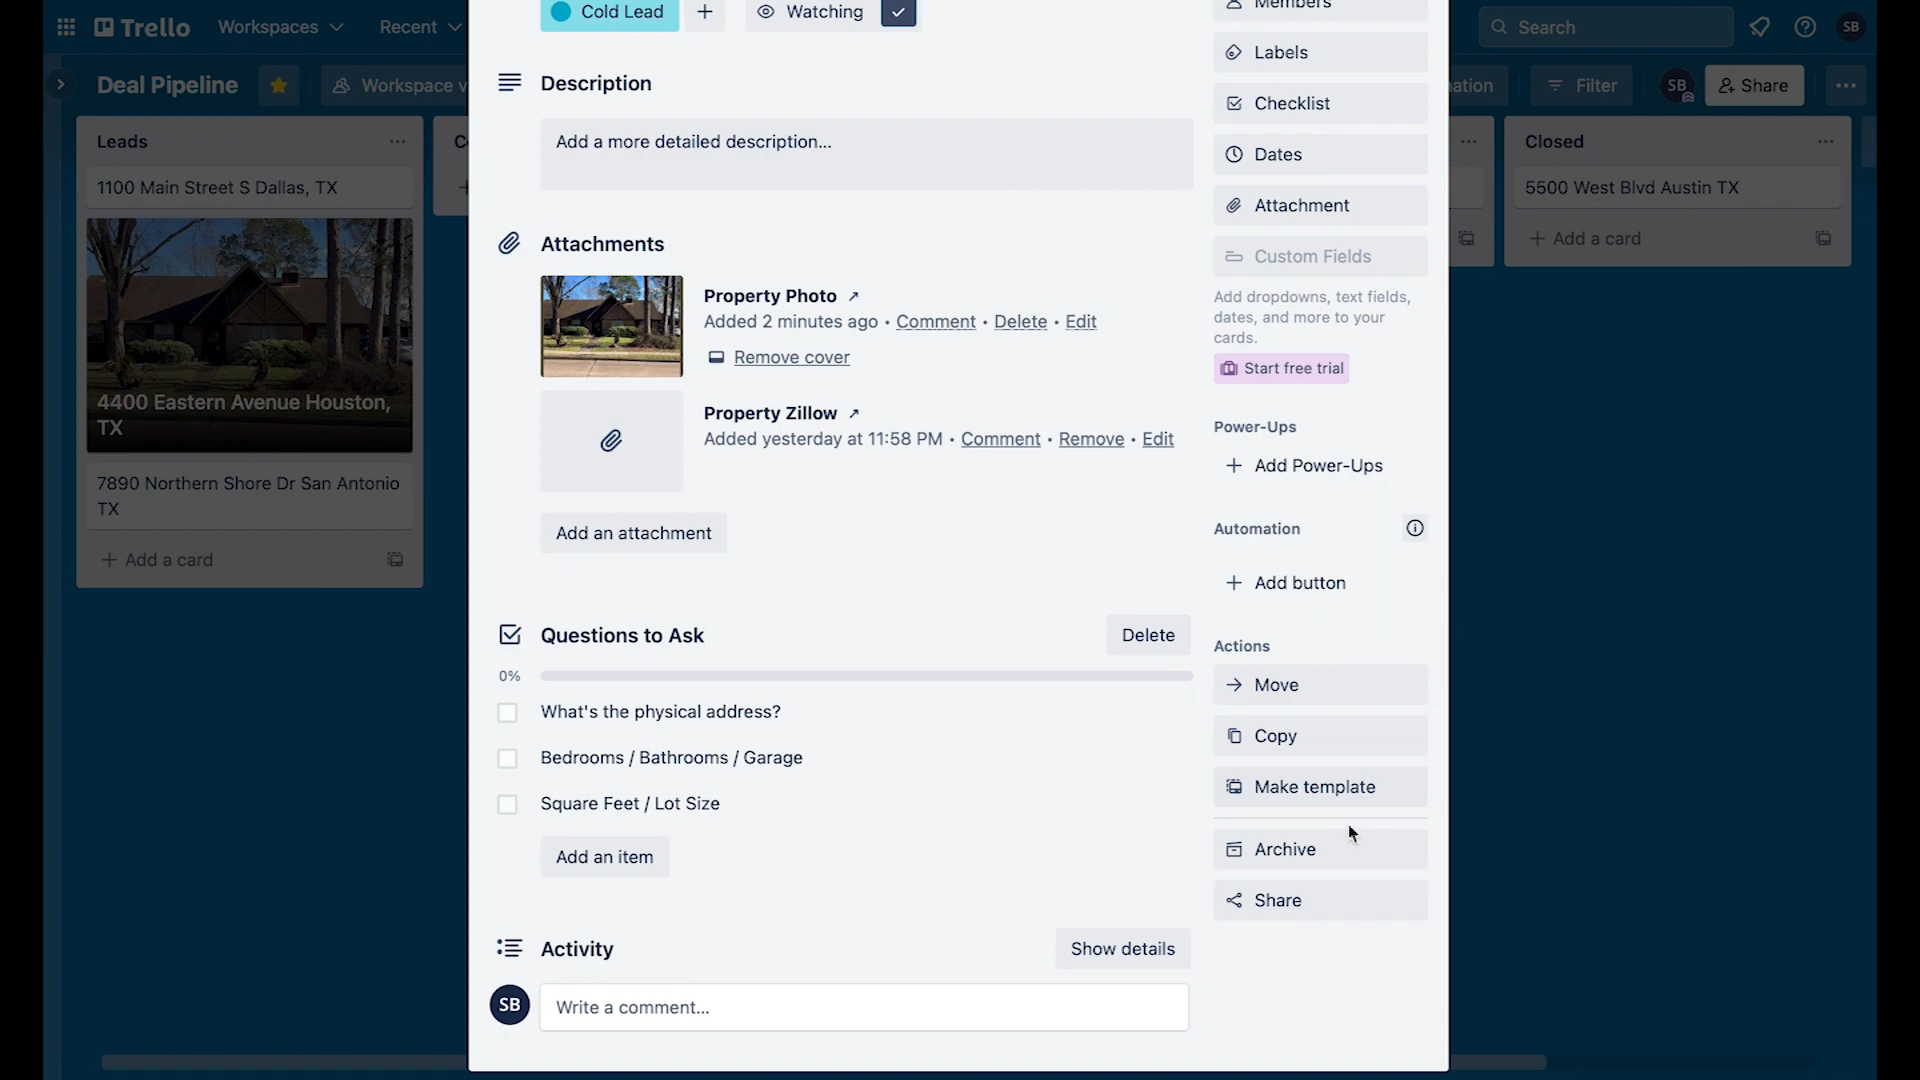 Trello
Workspaces
Recent
Search
SB
Deal Pipeline
Workspace v
ation
Filter
SB
Share
Leads
1100 Main Street S Dallas, TX
4400 Eastern Avenue Houston,
TX
7890 Northern Shore Dr San Antonio
TX
Add a card
C
Closed
5500 West Blvd Austin TX
Add a card
Cold Lead
Watching
Description
Add a more detailed description...
Attachments
Property Photo
Added 2 minutes ago • Comment • Delete • Edit
Remove cover
Property Zillow
Added yesterday at 11:58 PM • Comment • Remove • Edit
Add an attachment
Questions to Ask
Delete
0%
What's the physical address?
Bedrooms / Bathrooms / Garage
Square Feet / Lot Size
Add an item
Activity
Show details
SB
Write a comment...
Members
Labels
Checklist
Dates
Attachment
Custom Fields
Add dropdowns, text fields,
dates, and more to your
cards.
Start free trial
Power-Ups
Add Power-Ups
Automation
Add button
Actions
Move
Copy
Make template
Archive
Share